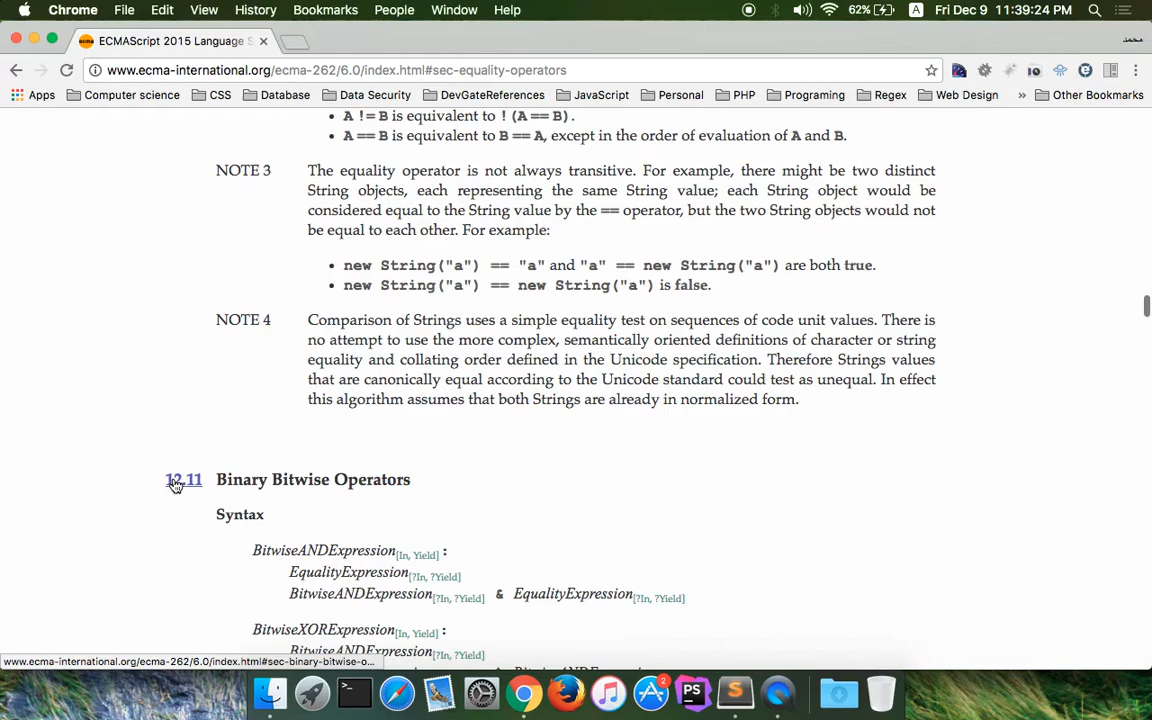 Chrome File Edit View History Bookmarks People Window Help 62% A Fri Dec 9 11:39:24 PM
ECMAScript 2015 Language S
محمد
www.ecma-international.org/ecma-262/6.0/index.html#sec-equality-operators
Apps Computer science CSS Database Data Security DevGateReferences JavaScript Personal PHP Programing Regex Web Design » Other Bookmarks
• A != B is equivalent to ! (A == B).
• A == B is equivalent to B == A, except in the order of evaluation of A and B.
NOTE 3 The equality operator is not always transitive. For example, there might be two distinct
String objects, each representing the same String value; each String object would be
considered equal to the String value by the == operator, but the two String objects would not
be equal to each other. For example:
• new String("a") == "a" and "a" == new String("a") are both true.
• new String("a") == new String("a") is false.
NOTE 4 Comparison of Strings uses a simple equality test on sequences of code unit values. There is
no attempt to use the more complex, semantically oriented definitions of character or string
equality and collating order defined in the Unicode specification. Therefore Strings values
that are canonically equal according to the Unicode standard could test as unequal. In effect
this algorithm assumes that both Strings are already in normalized form.
12.11 Binary Bitwise Operators
Syntax
BitwiseANDExpression[In, Yield] :
EqualityExpression[?In, ?Yield]
BitwiseANDExpression[?In, ?Yield] & EqualityExpression[?In, ?Yield]
BitwiseXORExpression[In, Yield] :
BitwiseANDExpression[?In, ?Yield]
www.ecma-international.org/ecma-262/6.0/index.html#sec-binary-bitwise-o...
PS
2